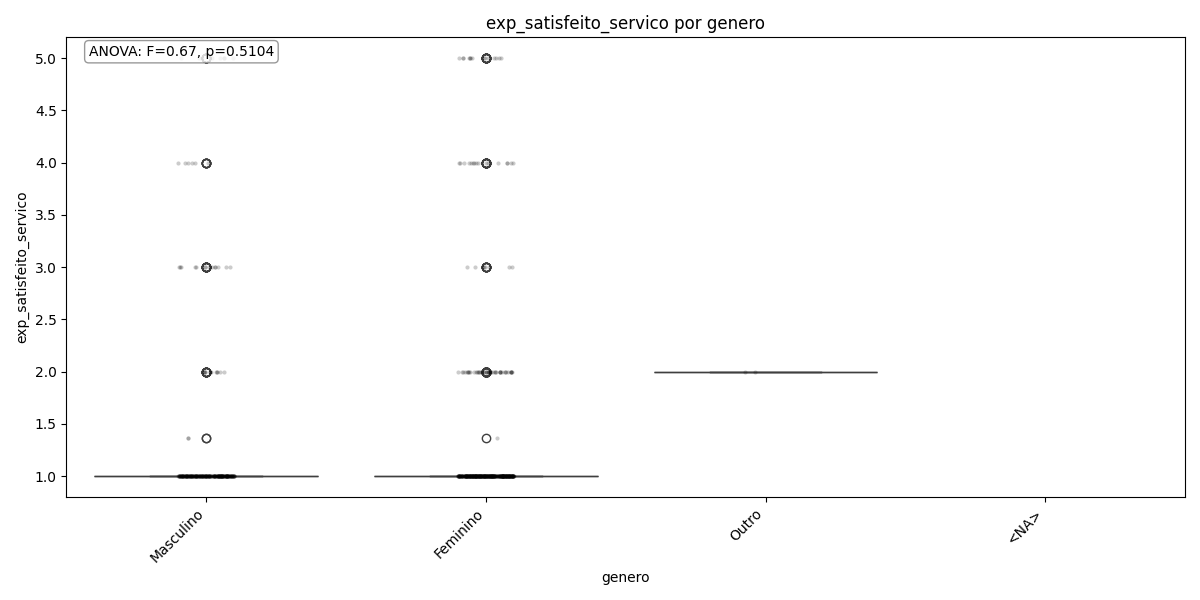 exp_satisfeito_servico por genero
ANOVA: F=0.67, p=0.5104
exp_satisfeito_servico
5.0
4.5
4.0
3.5
3.0
2.5
2.0
1.5
1.0
Masculino
Feminino
Outro
<NA>
genero